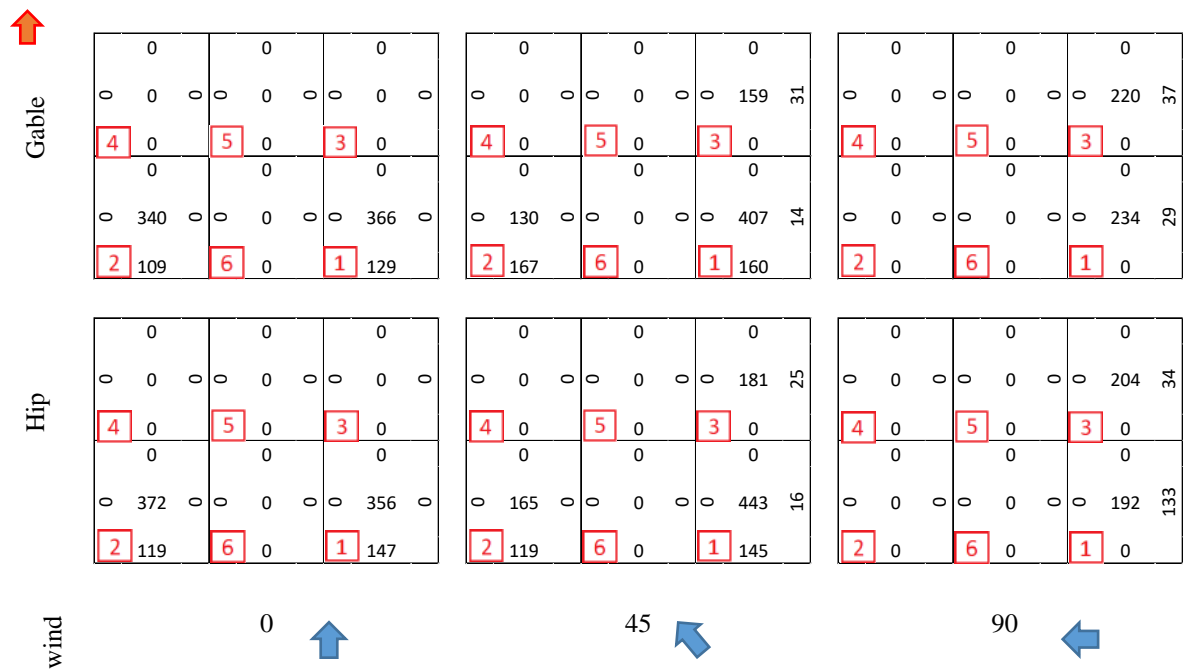 0 0 0 0 0 0 0 0 0
Gable
0 0 0 0 0 0 0 0 0 0 0 0 0 159 31 0 0 0 0 0 0 0 220 37
4 0 5 0 3 0 4 0 5 0 3 0 4 0 5 0 3 0
0 0 0 0 0 0 0 0 0
0 340 0 0 0 0 0 366 0 0 130 0 0 0 0 0 407 14 0 0 0 0 0 0 0 234 29
2 109 6 0 1 129 2 167 6 0 1 160 2 0 6 0 1 0
0 0 0 0 0 0 0 0 0
Hip
0 0 0 0 0 0 0 0 0 0 0 0 0 0 0 0 181 25 0 0 0 0 0 0 0 204 34
4 0 5 0 3 0 4 0 5 0 3 0 4 0 5 0 3 0
0 0 0 0 0 0 0 0 0
0 372 0 0 0 0 0 356 0 0 165 0 0 0 0 0 443 16 0 0 0 0 0 0 0 192 133
2 119 6 0 1 147 2 119 6 0 1 145 2 0 6 0 1 0
wind
0 45 90